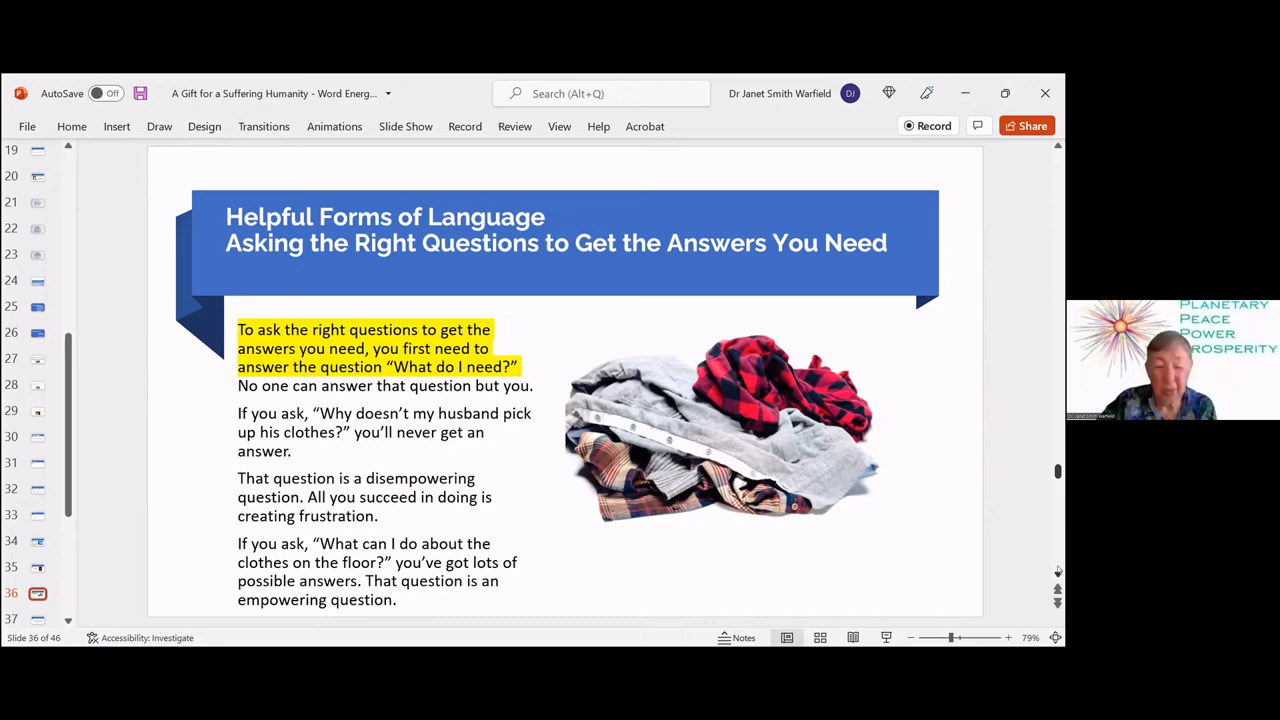 AutoSave
Off
A Gift for a Suffering Humanity - Word Energ...
Search (Alt+Q)
Dr Janet Smith Warfield
DJ
File
Home
Insert
Draw
Design
Transitions
Animations
Slide Show
Record
Review
View
Help
Acrobat
Record
Share
19
20
21
22
23
24
25
26
27
28
29
30
31
32
33
34
35
36
37
Helpful Forms of Language
Asking the Right Questions to Get the Answers You Need
To ask the right questions to get the
answers you need, you first need to
answer the question “What do I need?”
No one can answer that question but you.
If you ask, “Why doesn’t my husband pick
up his clothes?” you’ll never get an
answer.
That question is a disempowering
question. All you succeed in doing is
creating frustration.
If you ask, “What can I do about the
clothes on the floor?” you’ve got lots of
possible answers. That question is an
empowering question.
PLANETARY
PEACE
POWER
PROSPERITY
Dr. Janet Smith Warfield
Slide 36 of 46
Accessibility: Investigate
Notes
79%